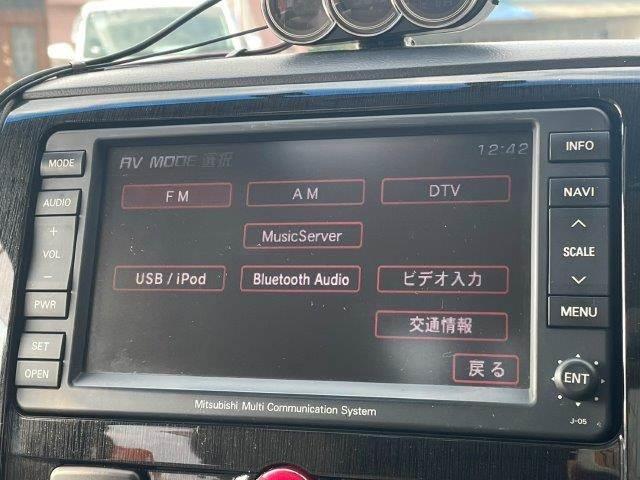 AV MODE 選択
12:42
FM
AM
DTV
MusicServer
USB / iPod
Bluetooth Audio
ビデオ入力
交通情報
戻る
MODE
AUDIO
+
VOL
−
PWR
SET
OPEN
INFO
NAVI
SCALE
MENU
ENT
J-05
Mitsubishi Multi Communication System